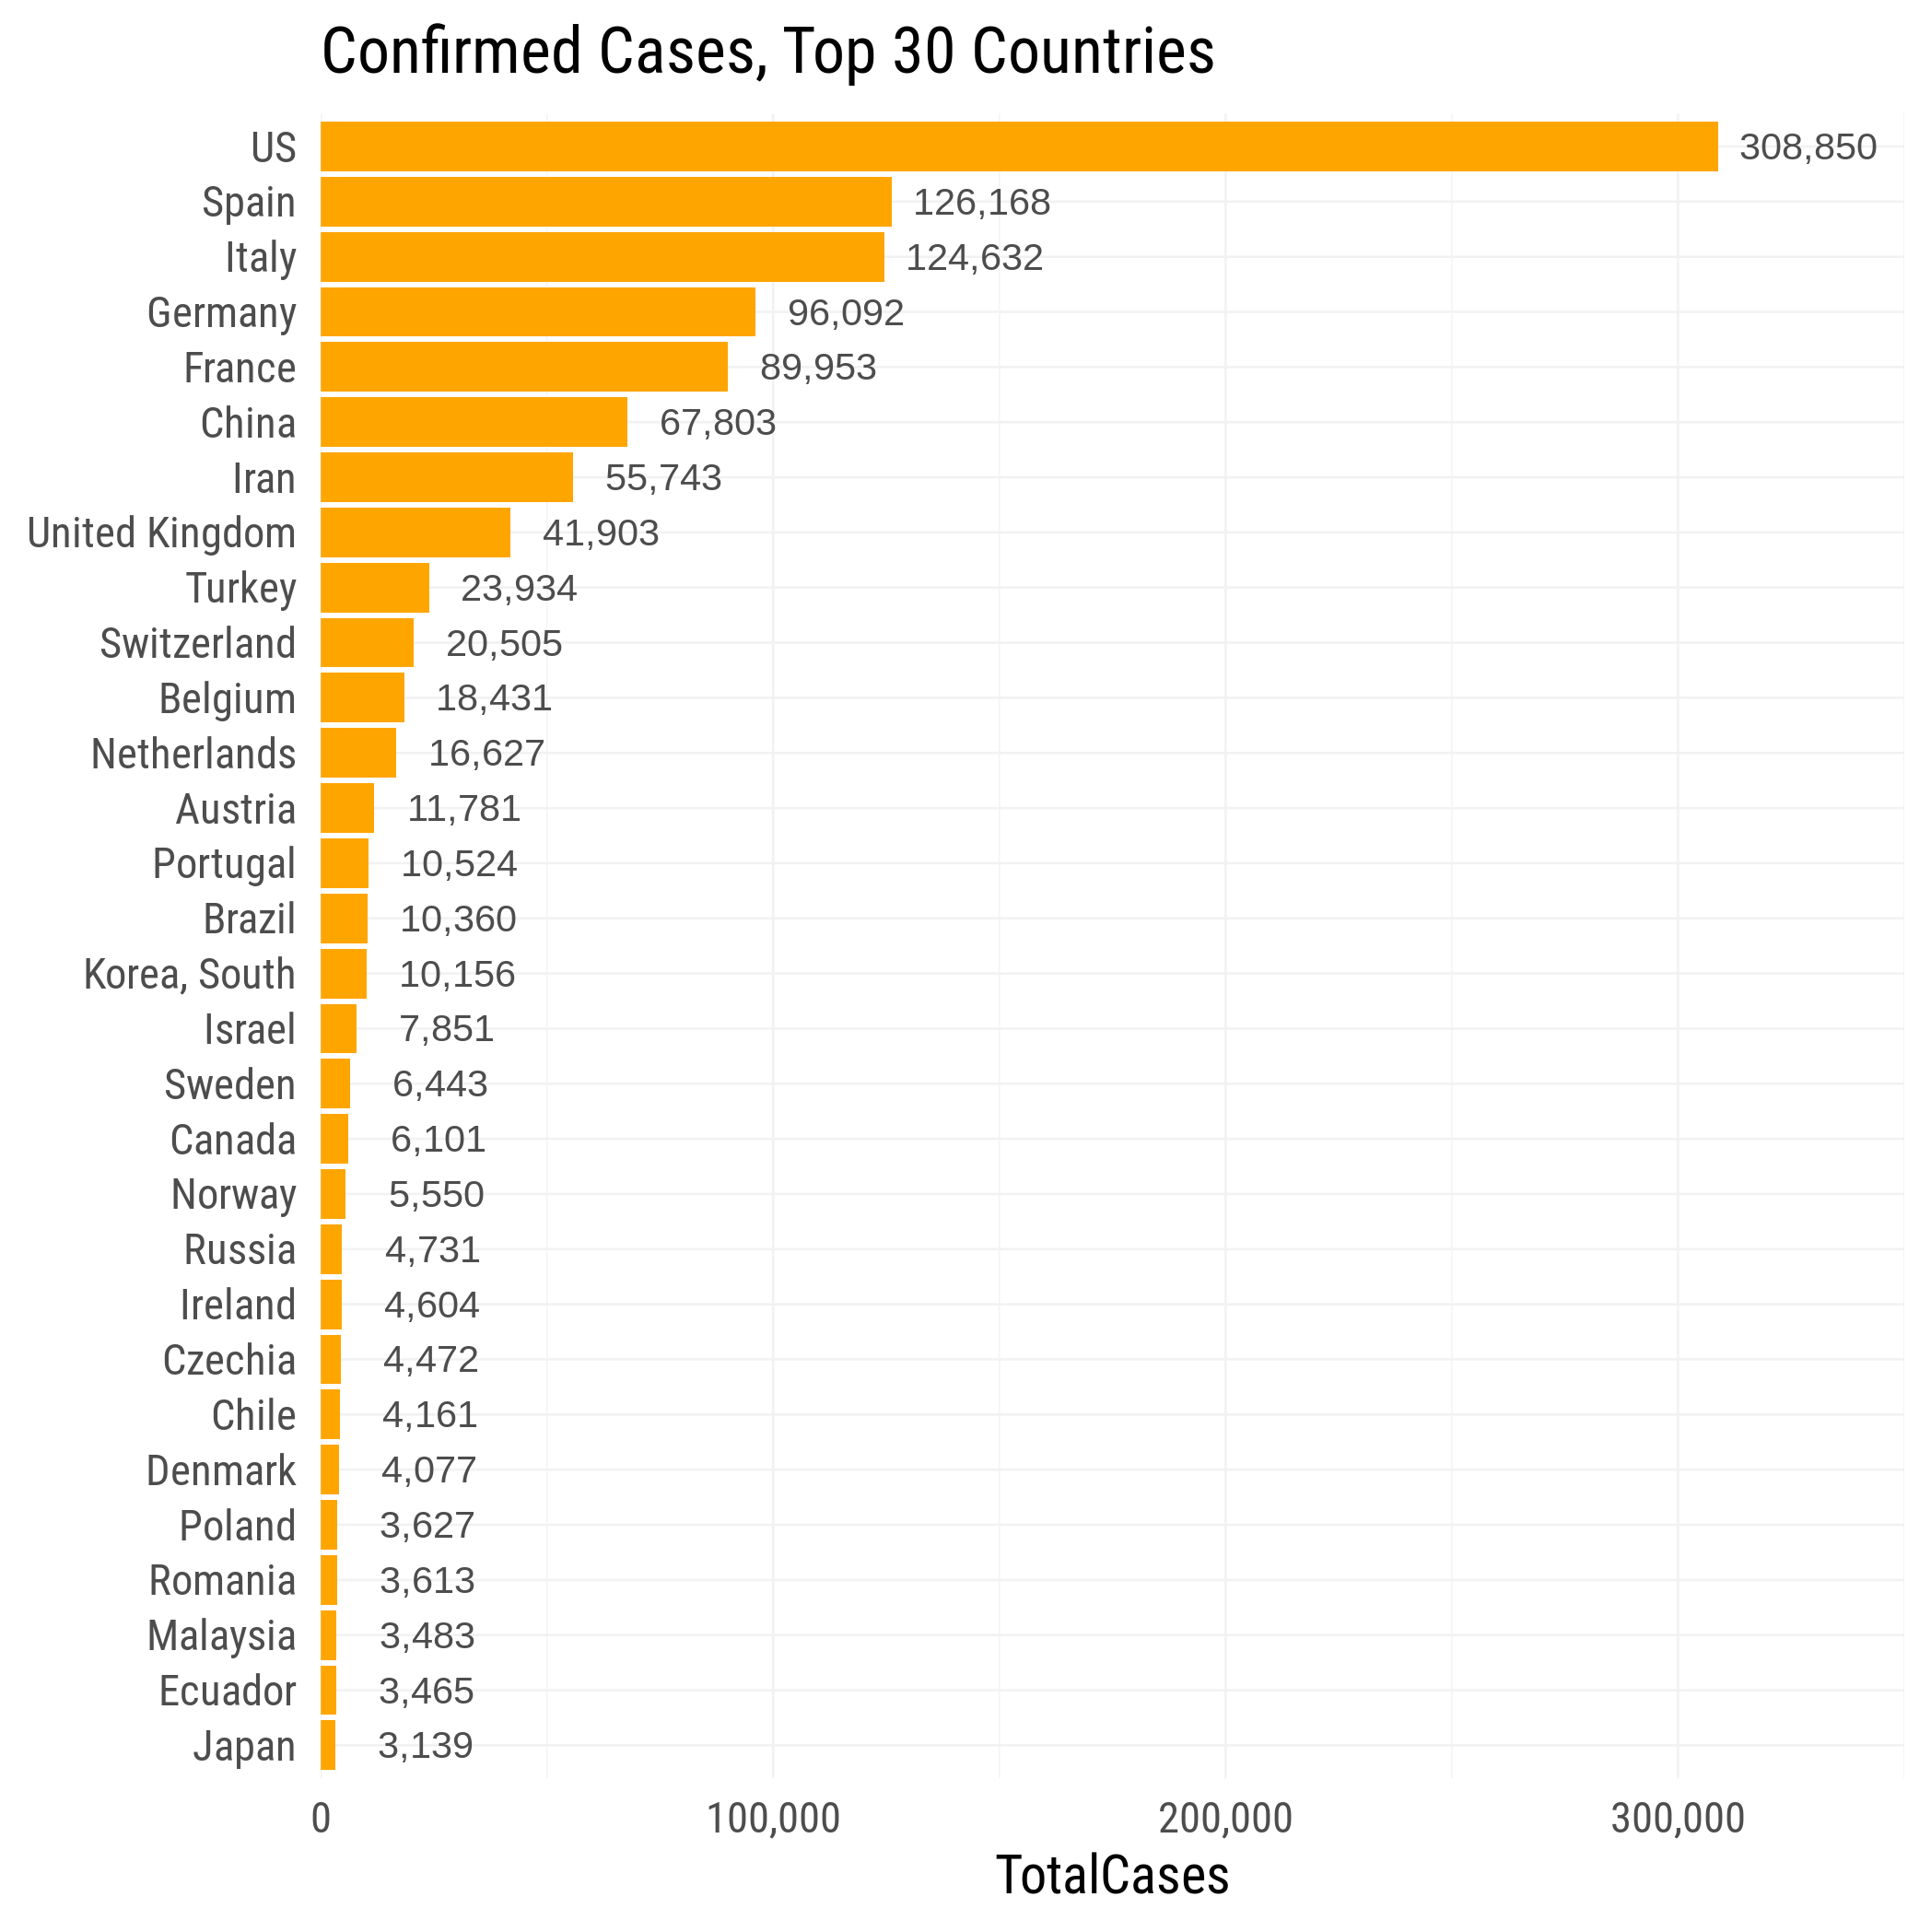 Confirmed Cases, Top 30 Countries
US 308,850
Spain 126,168
Italy 124,632
Germany 96,092
France 89,953
China 67,803
Iran 55,743
United Kingdom 41,903
Turkey 23,934
Switzerland 20,505
Belgium 18,431
Netherlands 16,627
Austria 11,781
Portugal 10,524
Brazil 10,360
Korea, South 10,156
Israel 7,851
Sweden 6,443
Canada 6,101
Norway 5,550
Russia 4,731
Ireland 4,604
Czechia 4,472
Chile 4,161
Denmark 4,077
Poland 3,627
Romania 3,613
Malaysia 3,483
Ecuador 3,465
Japan 3,139
0 100,000 200,000 300,000
TotalCases